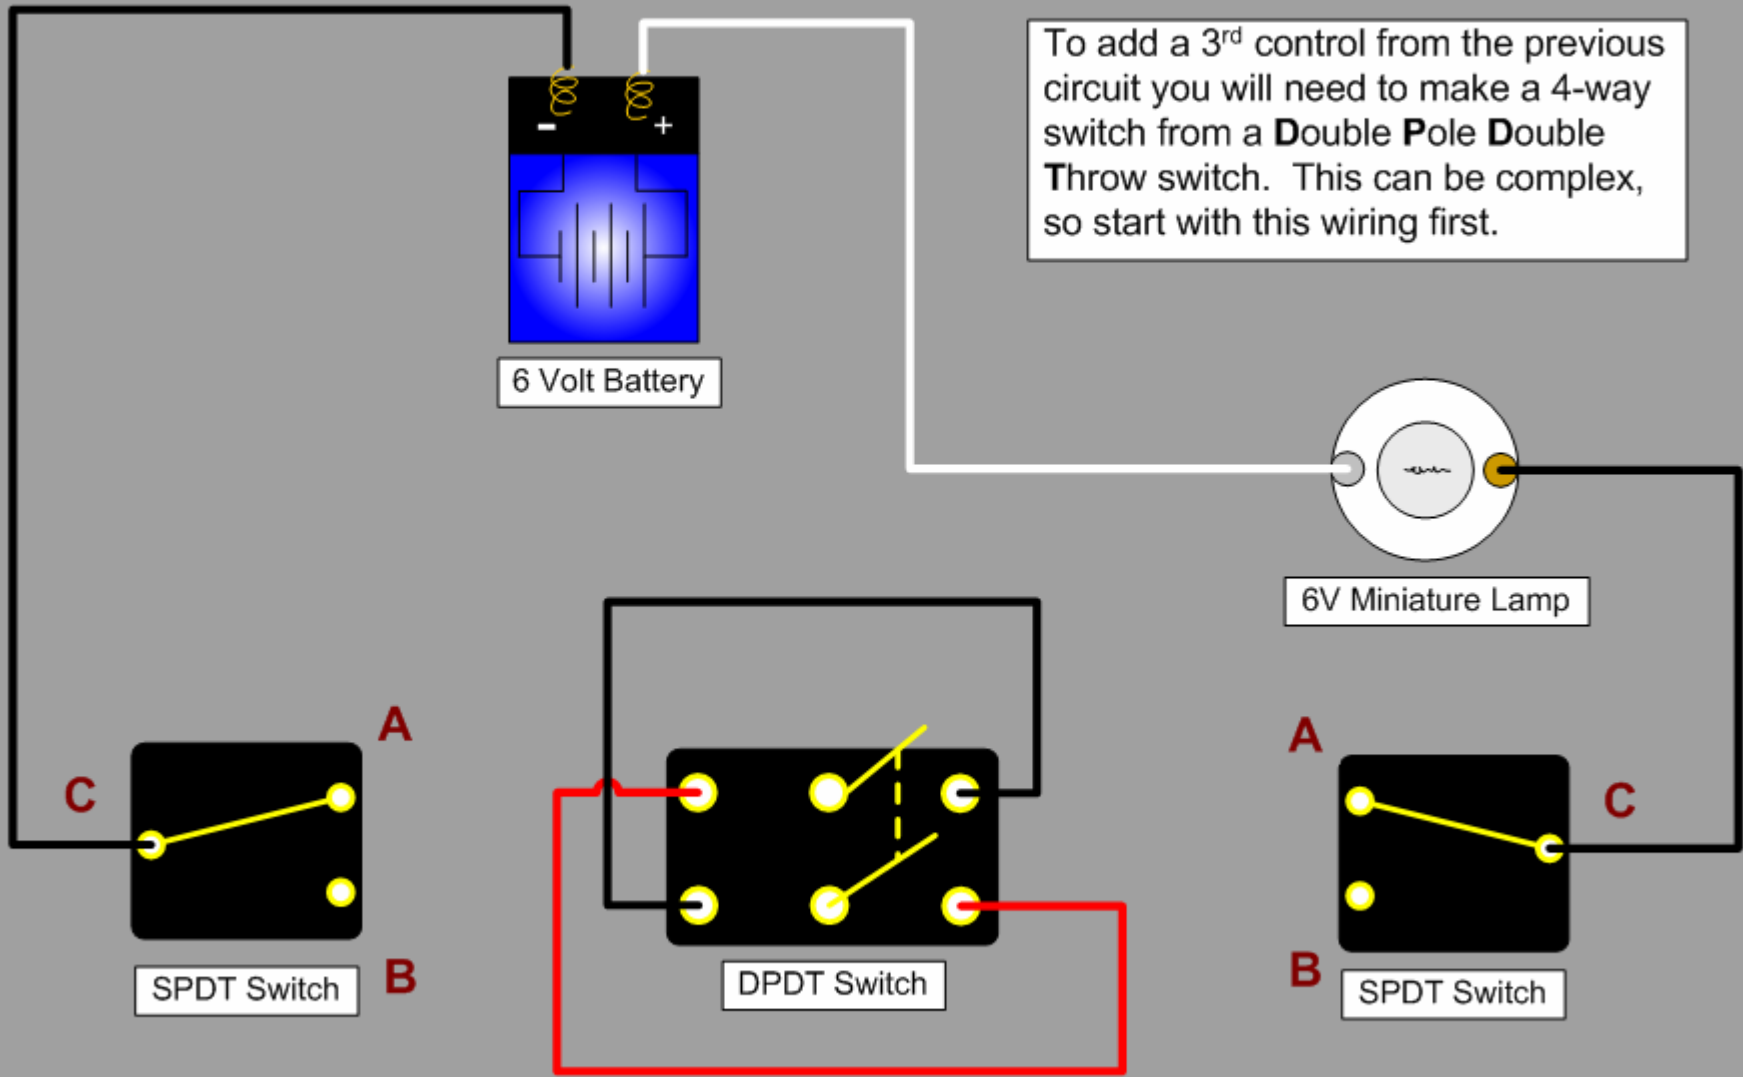 To add a 3rd control from the previous
circuit you will need to make a 4-way
switch from a Double Pole Double
Throw switch.  This can be complex,
so start with this wiring first.
- +
6 Volt Battery
6V Miniature Lamp
A
C
B
SPDT Switch
DPDT Switch
A
C
B
SPDT Switch